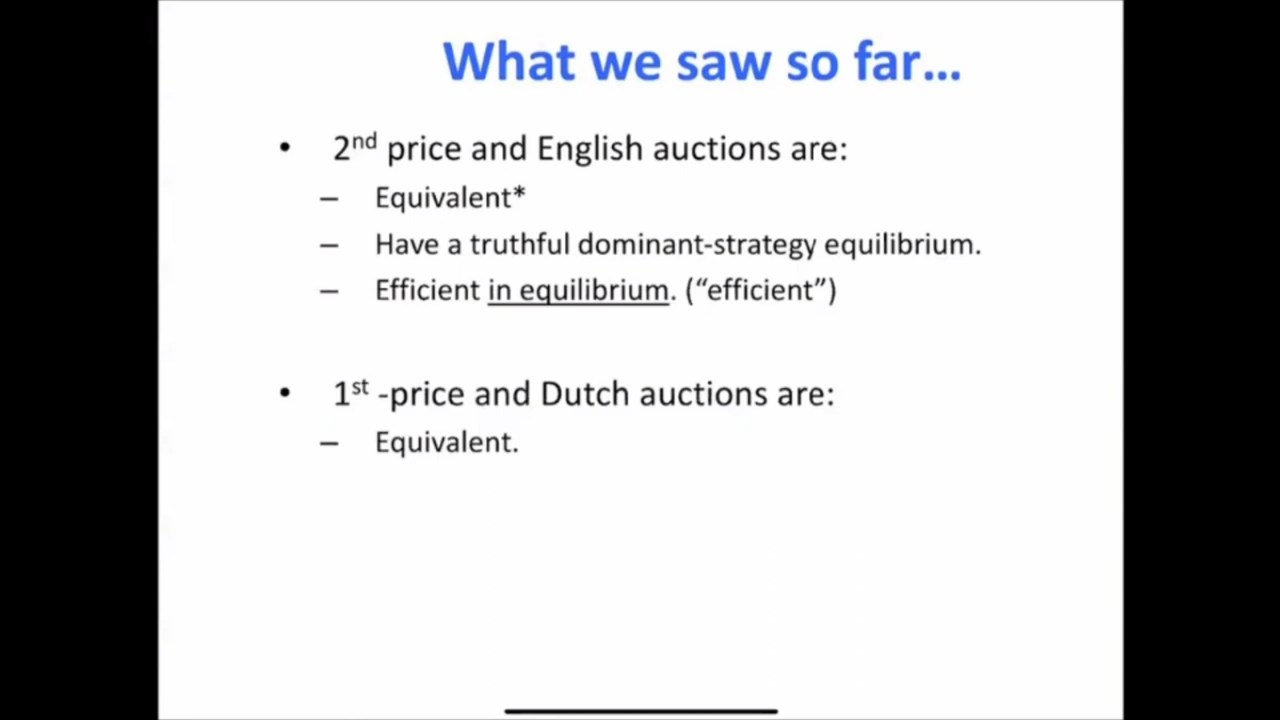 What we saw so far...
• 2nd price and English auctions are:
– Equivalent*
– Have a truthful dominant-strategy equilibrium.
– Efficient in equilibrium. (“efficient”)
• 1st -price and Dutch auctions are:
– Equivalent.